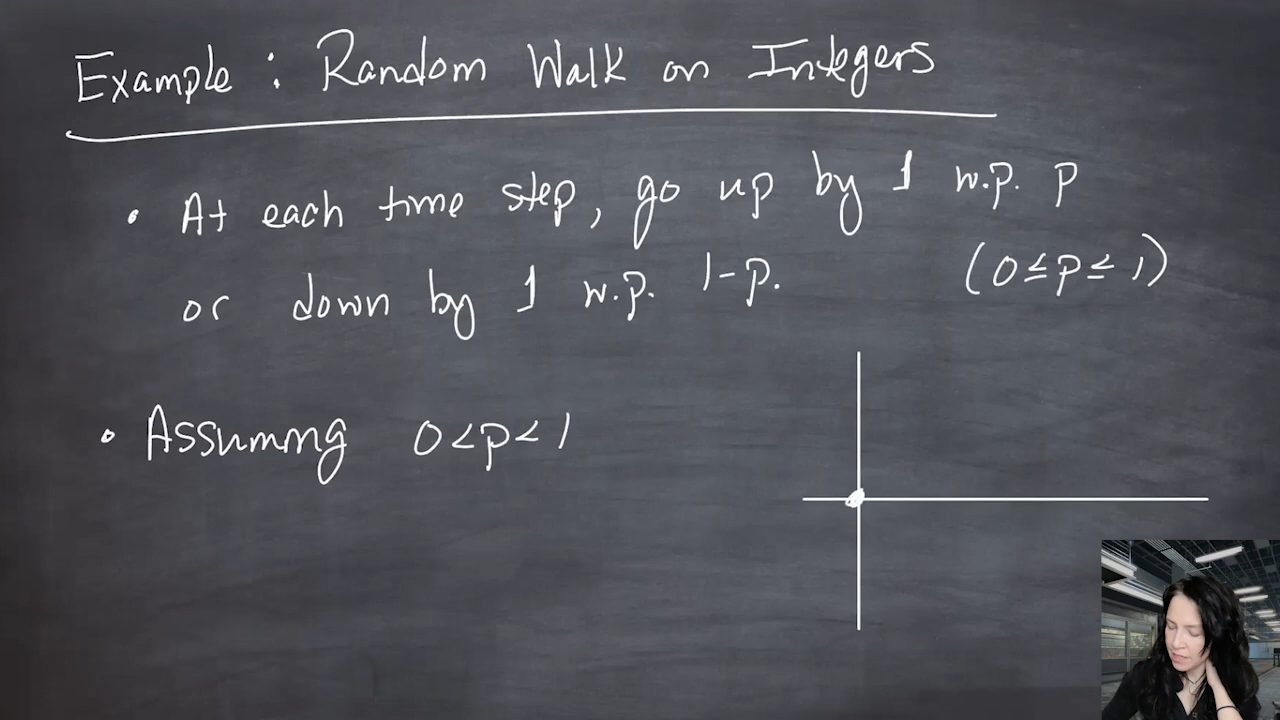 Example : Random Walk on Integers
• At each time step, go up by 1 w.p. p
or down by 1 w.p. 1-p. (0≤p≤1)
• Assuming 0<p<1